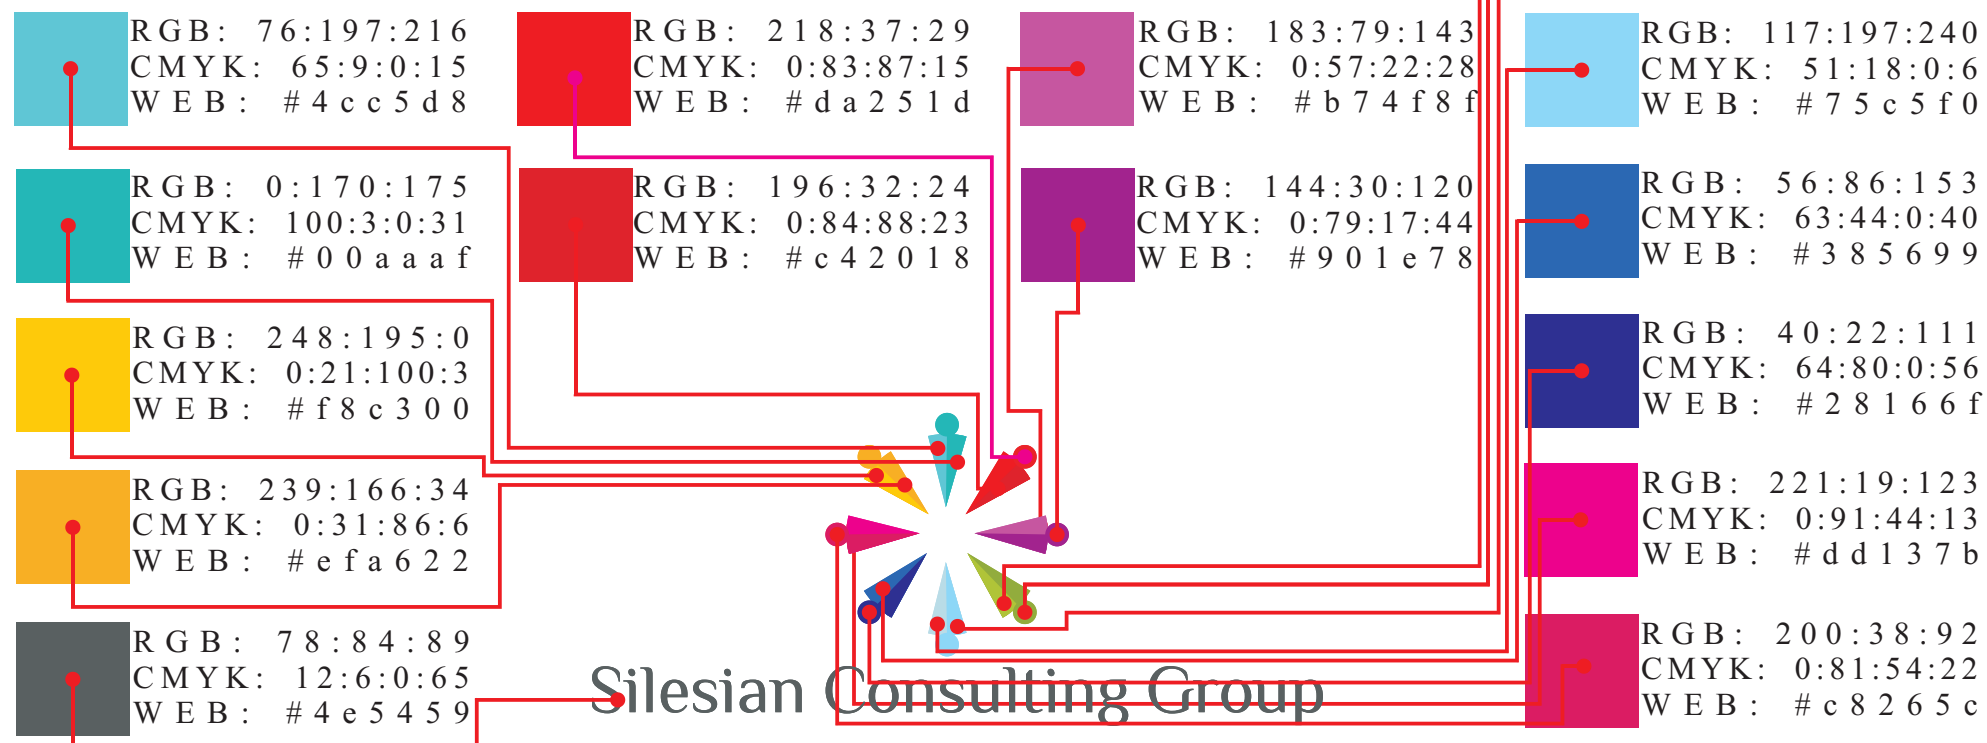 RGB: 76:197:216
CMYK: 65:9:0:15
WEB: #4cc5d8
RGB: 218:37:29
CMYK: 0:83:87:15
WEB: #da251d
RGB: 183:79:143
CMYK: 0:57:22:28
WEB: #b74f8f
RGB: 117:197:240
CMYK: 51:18:0:6
WEB: #75c5f0
RGB: 0:170:175
CMYK: 100:3:0:31
WEB: #00aaaf
RGB: 196:32:24
CMYK: 0:84:88:23
WEB: #c42018
RGB: 144:30:120
CMYK: 0:79:17:44
WEB: #901e78
RGB: 56:86:153
CMYK: 63:44:0:40
WEB: #385699
RGB: 248:195:0
CMYK: 0:21:100:3
WEB: #f8c300
RGB: 40:22:111
CMYK: 64:80:0:56
WEB: #28166f
RGB: 239:166:34
CMYK: 0:31:86:6
WEB: #efa622
RGB: 221:19:123
CMYK: 0:91:44:13
WEB: #dd137b
RGB: 78:84:89
CMYK: 12:6:0:65
WEB: #4e5459
Silesian Consulting Group
RGB: 200:38:92
CMYK: 0:81:54:22
WEB: #c8265c